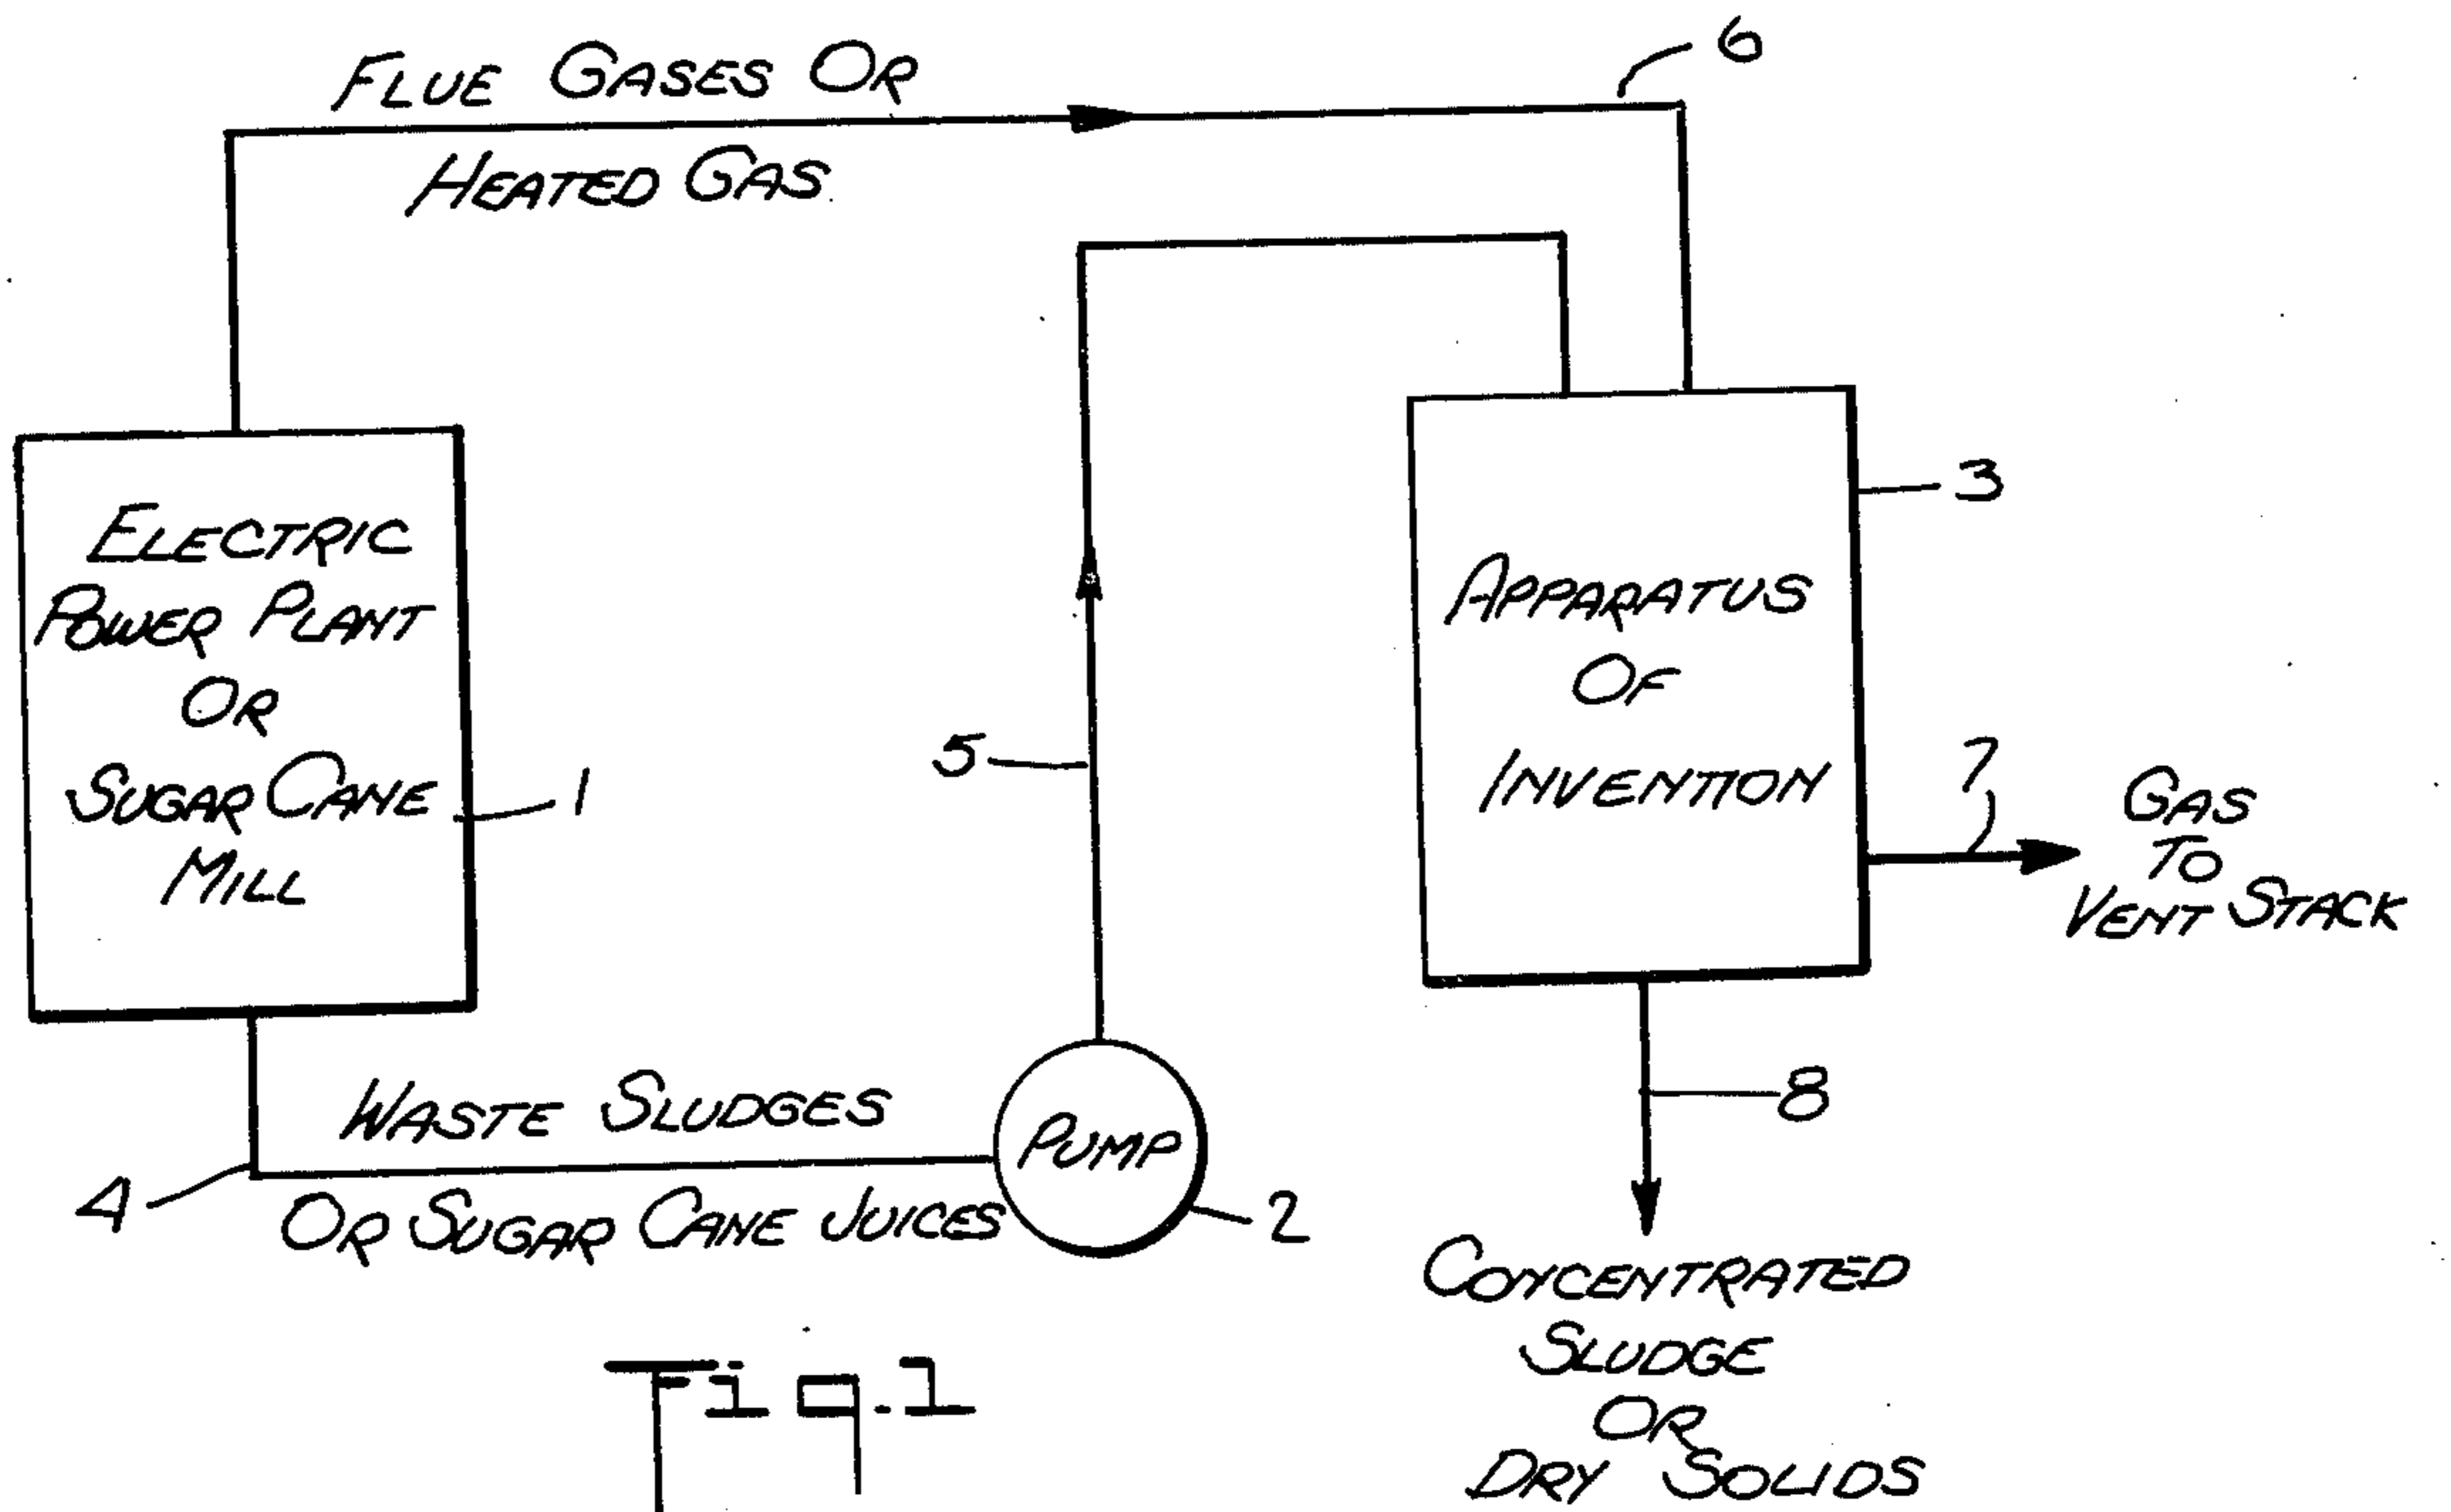 FLUE GASES OR
HEATED GAS
6
ELECTRIC
POWER PLANT
OR
SUGAR CANE
MILL
1
5
APPARATUS
OF
INVENTION
3
7
GAS
TO
VENT STACK
WASTE SLUDGES
OR SUGAR CANE JUICES
4
PUMP
2
8
CONCENTRATED
SLUDGE
OR
DRY SOLIDS
Fig.1